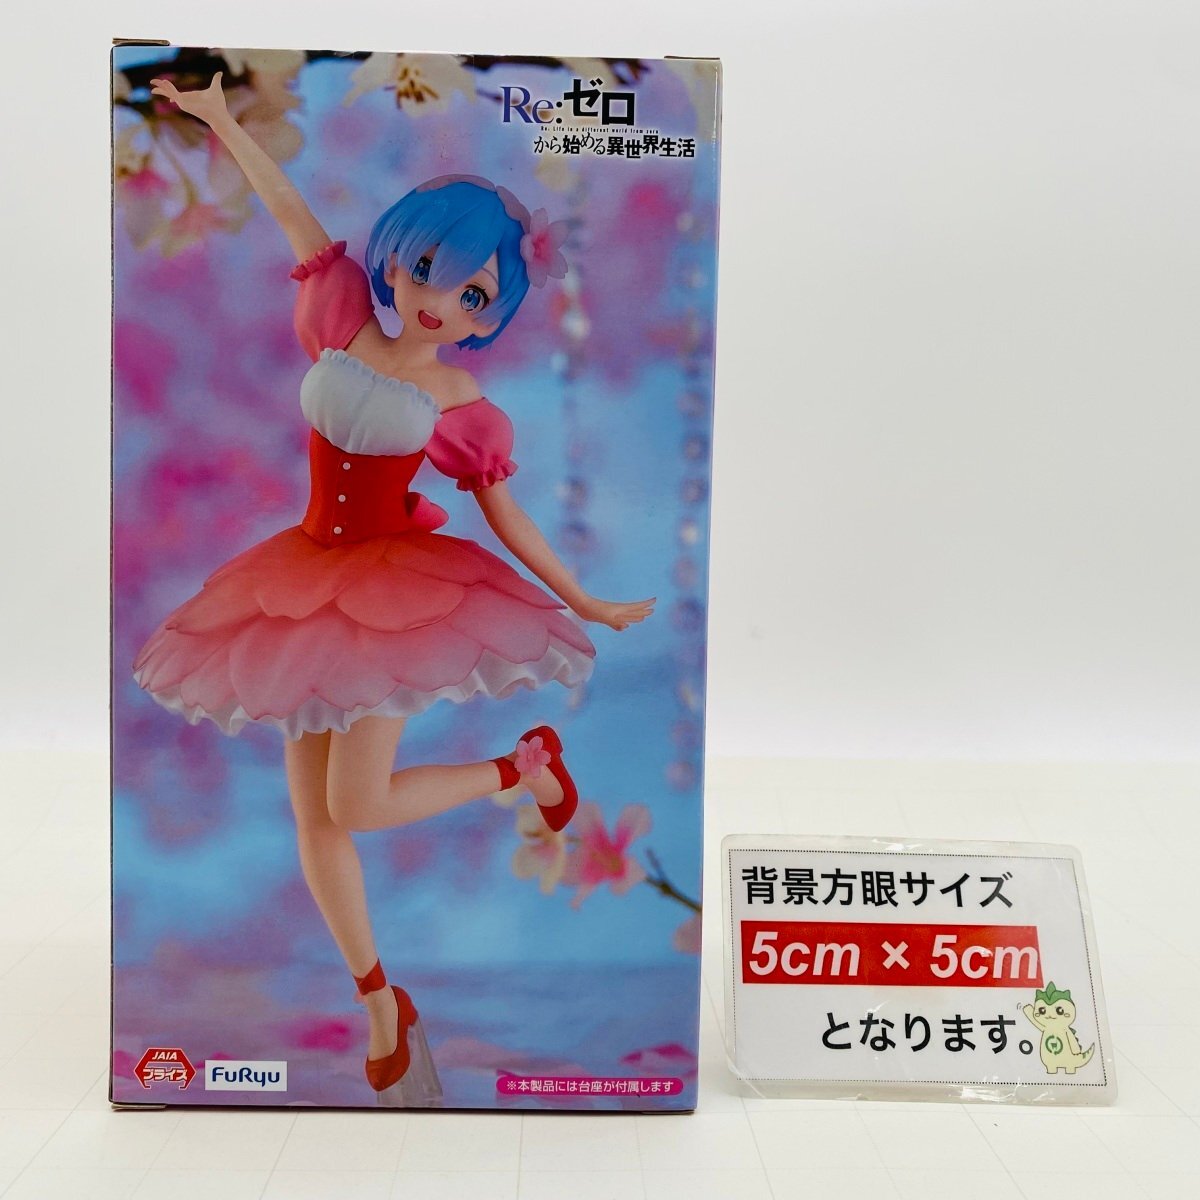 Re:ゼロ
Re: Life in a different world from zero
から始める異世界生活
JAIA
プライズ
FuRyu
※本製品には台座が付属します
背景方眼サイズ
5cm × 5cm
となります。